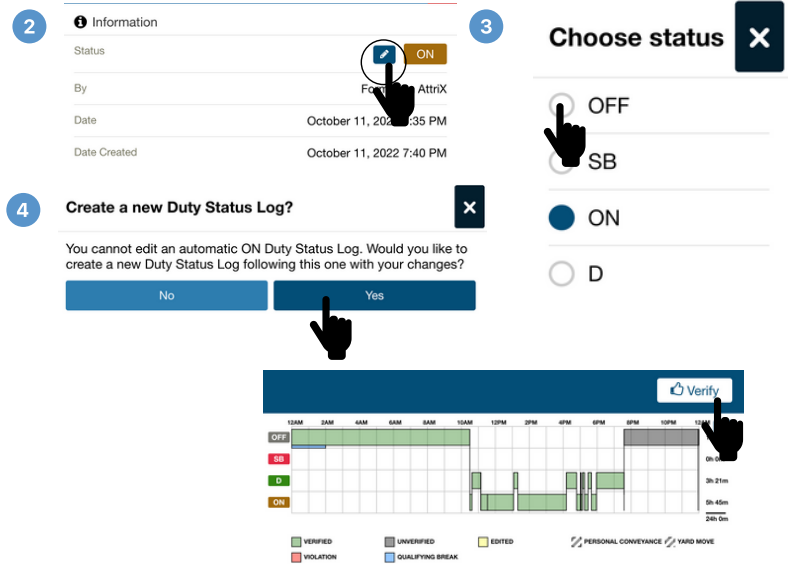 2
Information
Status
ON
By
AttriX
Date
October 11, 2022 :35 PM
Date Created
October 11, 2022 7:40 PM
3
Choose status
OFF
SB
ON
D
4
Create a new Duty Status Log?
You cannot edit an automatic ON Duty Status Log. Would you like to
create a new Duty Status Log following this one with your changes?
No
Yes
Verify
12AM 2AM 4AM 6AM 8AM 10AM 12PM 2PM 4PM 6PM 8PM 10PM
OFF
SB
D
3h 21m
ON
5h 45m
24h 0m
VERIFIED
UNVERIFIED
EDITED
PERSONAL CONVEYANCE
YARD MOVE
VIOLATION
QUALIFYING BREAK